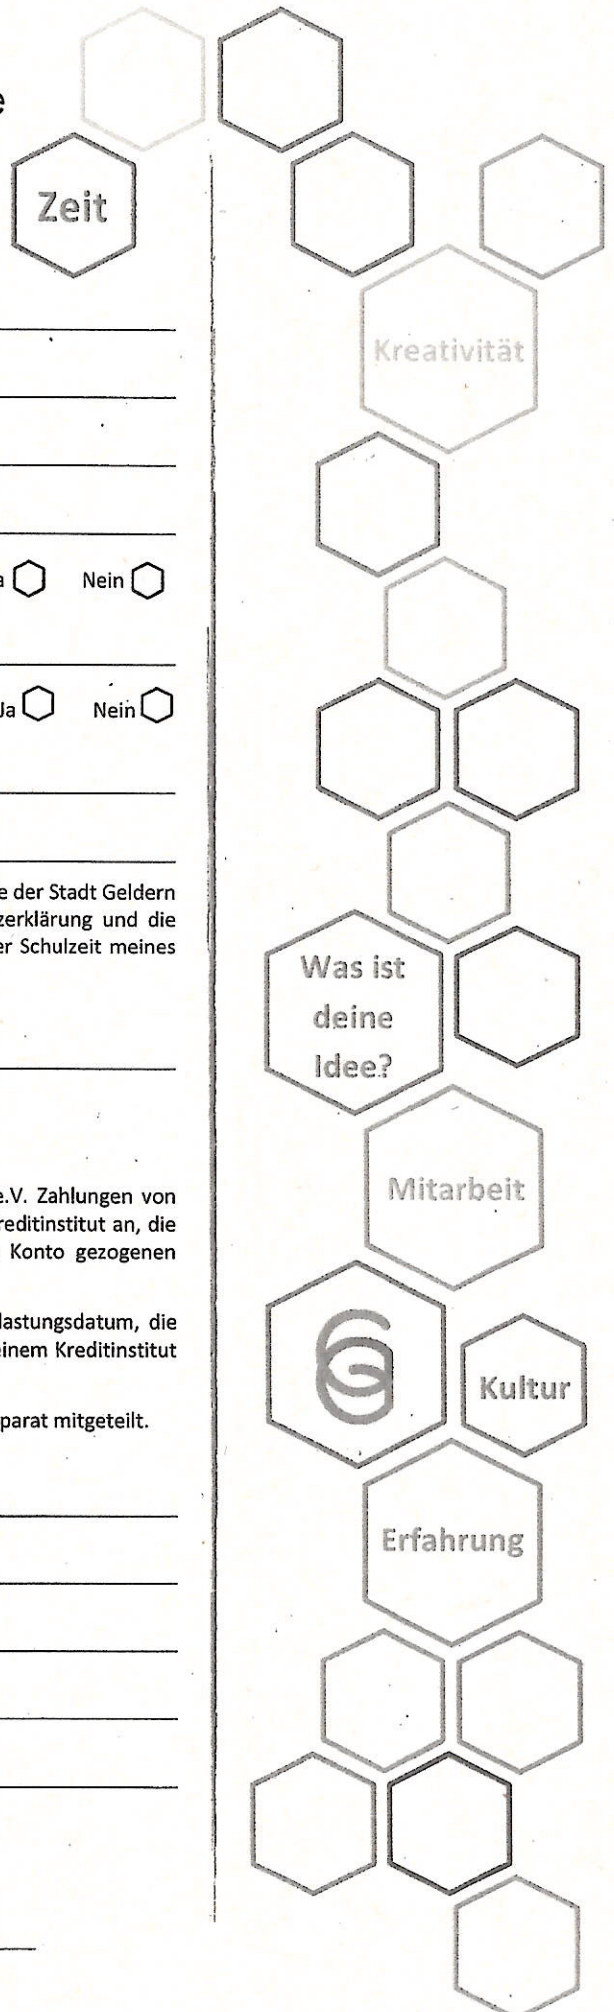 e
Zeit
Kreativität
a Nein
Ja Nein
e der Stadt Geldern
zerklärung und die
er Schulzeit meines
Was ist
deine
Idee?
Mitarbeit
e.V. Zahlungen von
reditinstitut an, die
Konto gezogenen
lastungsdatum, die
einem Kreditinstitut
Kultur
parat mitgeteilt.
Erfahrung